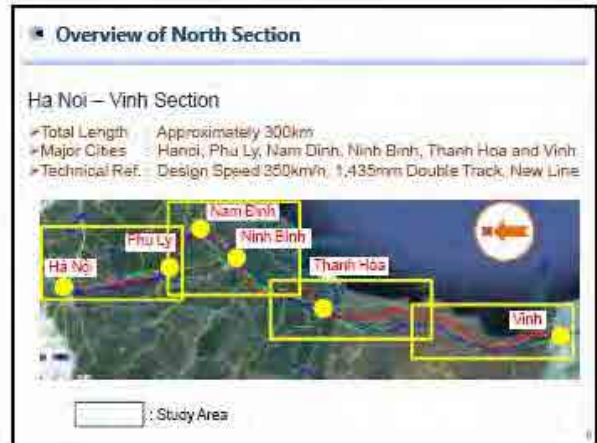 Overview of North Section
Ha Noi – Vinh Section
➢Total Length : Approximately 300km
➢Major Cities : Hanoi, Phu Ly, Nam Dinh, Ninh Binh, Thanh Hoa and Vinh
➢Technical Ref. : Design Speed 350km/h, 1,435mm Double Track, New Line
Nam Định
Phủ Lý
Ninh Bình
Hà Nội
Thanh Hóa
Vinh
: Study Area